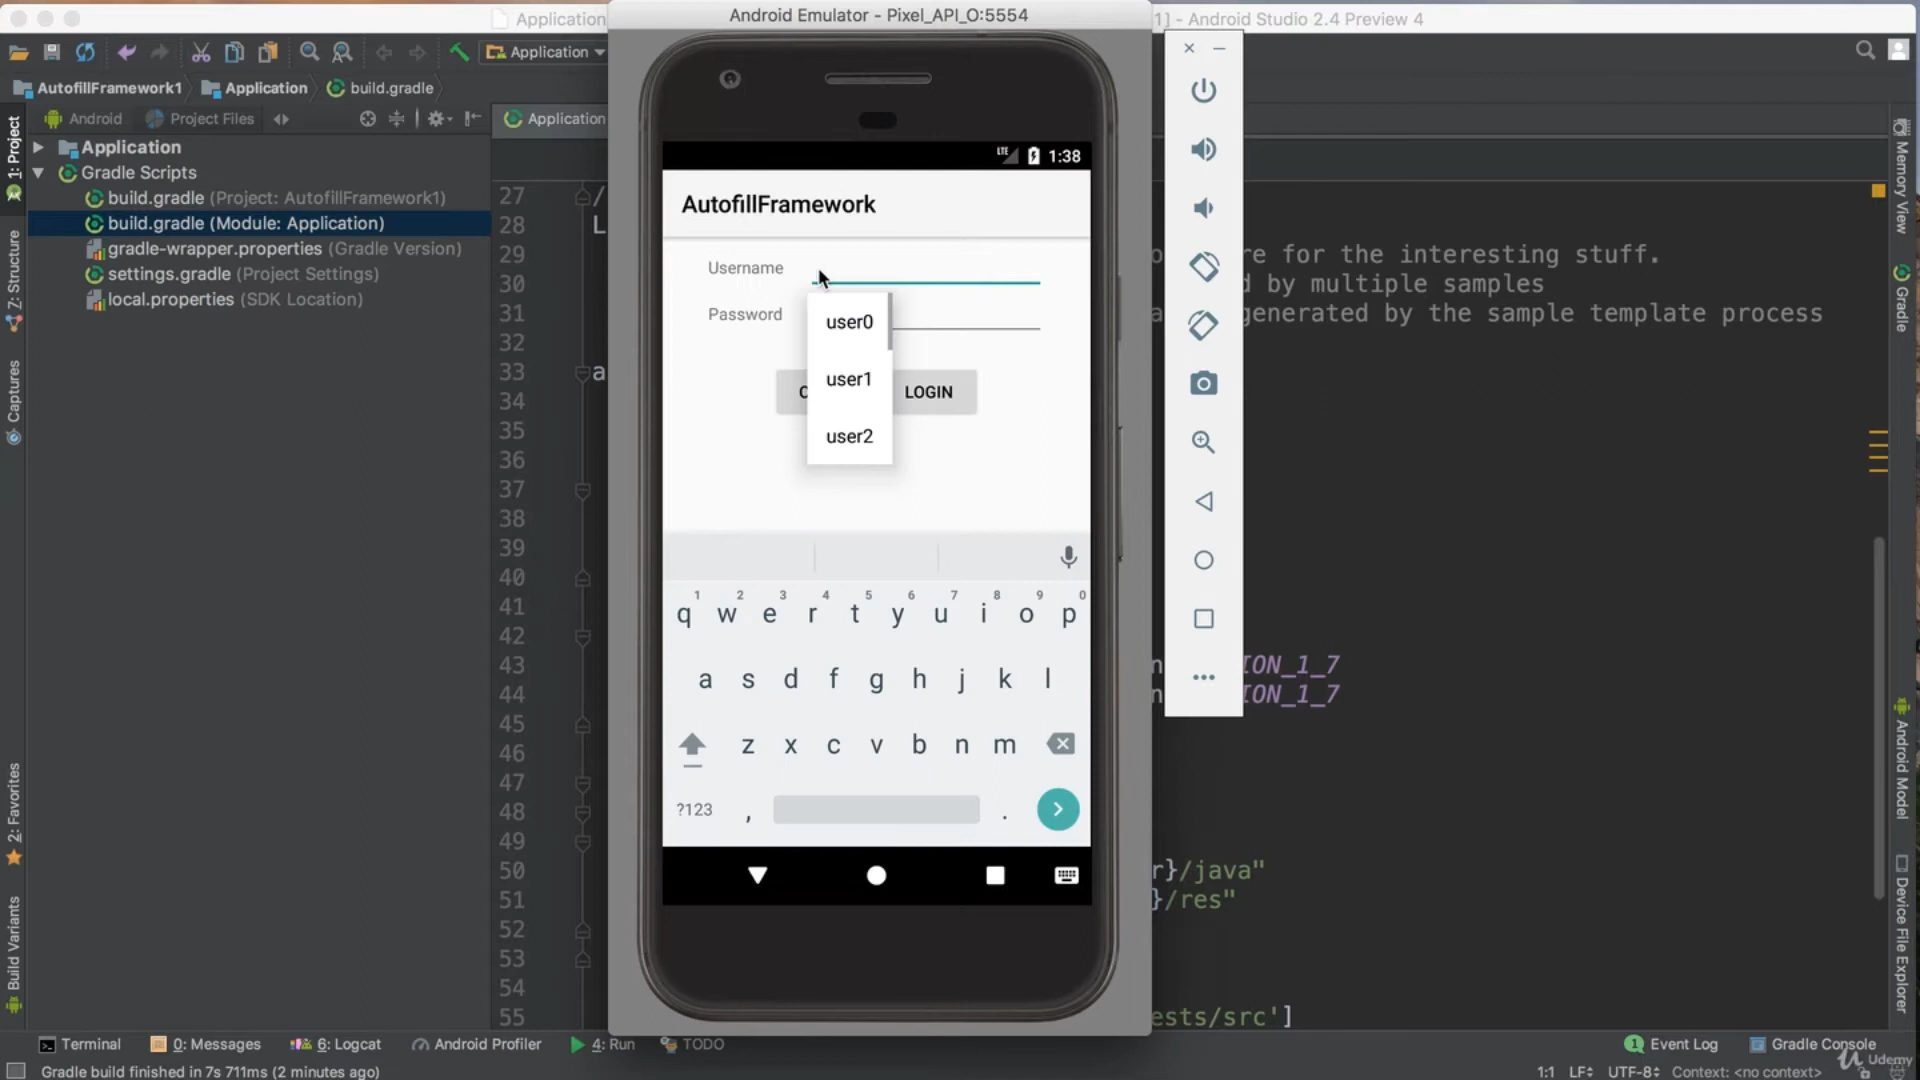 Application
Android Emulator - Pixel_API_O:5554
1] - Android Studio 2.4 Preview 4
Application
AutofillFramework1
Application
build.gradle
Android
Project Files
Application
1: Project
Z: Structure
Captures
2: Favorites
Build Variants
Application
Gradle Scripts
build.gradle (Project: AutofillFramework1)
build.gradle (Module: Application)
gradle-wrapper.properties (Gradle Version)
settings.gradle (Project Settings)
local.properties (SDK Location)
27 /
28 L
29
30
31
32
33 a
34
35
36
37
38
39
40
41
42
43
44
45
46
47
48
49
50
51
52
53
54
55
LTE 1:38
AutofillFramework
Username
Password
user0
user1
user2
LOGIN
1 2 3 4 5 6 7 8 9 0
q w e r t y u i o p
a s d f g h j k l
z x c v b n m
?123 , .
re for the interesting stuff.
d by multiple samples
generated by the sample template process
ION_1_7
ION_1_7
r}/java"
}/res"
ests/src']
Memory View
Gradle
Android Model
Device File Explorer
Terminal
0: Messages
6: Logcat
Android Profiler
4: Run
TODO
1 Event Log
Gradle Console
Gradle build finished in 7s 711ms (2 minutes ago)
1:1
LF
UTF-8
Context: <no context>
Udemy